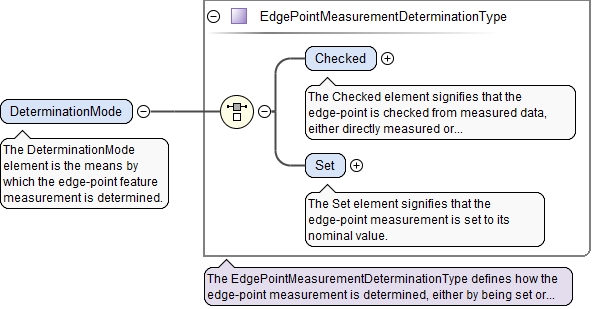 EdgePointMeasurementDeterminationType
Checked
The Checked element signifies that the
edge-point is checked from measured data,
either directly measured or...
DeterminationMode
The DeterminationMode
element is the means by
which the edge-point feature
measurement is determined.
Set
The Set element signifies that the
edge-point measurement is set to its
nominal value.
The EdgePointMeasurementDeterminationType defines how the
edge-point measurement is determined, either by being set or...